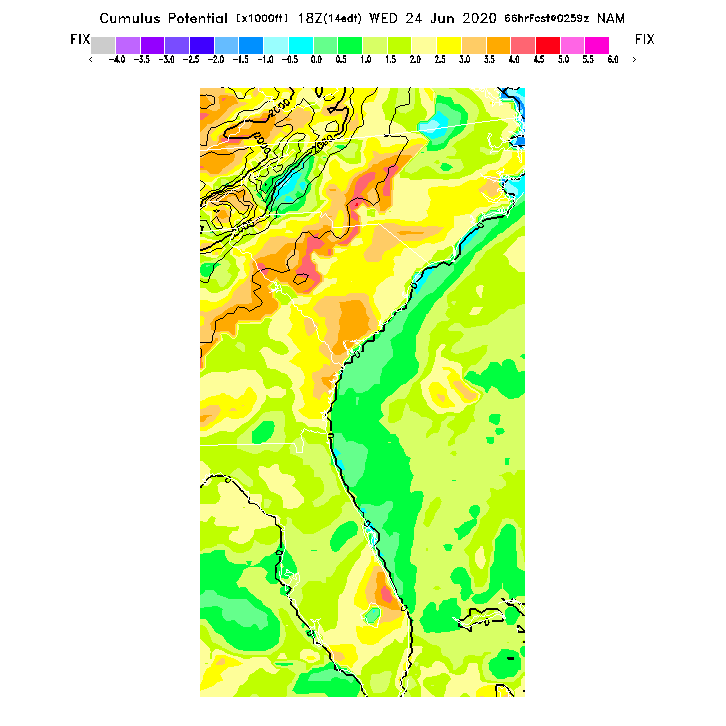 Cumulus Potential [x1000ft] 18Z(14edt) WED 24 Jun 2020 66hrFcst@0259z NAM
FIX FIX
< -4.0 -3.5 -3.0 -2.5 -2.0 -1.5 -1.0 -0.5 0.0 0.5 1.0 1.5 2.0 2.5 3.0 3.5 4.0 4.5 5.0 5.5 6.0 >
2000
2000